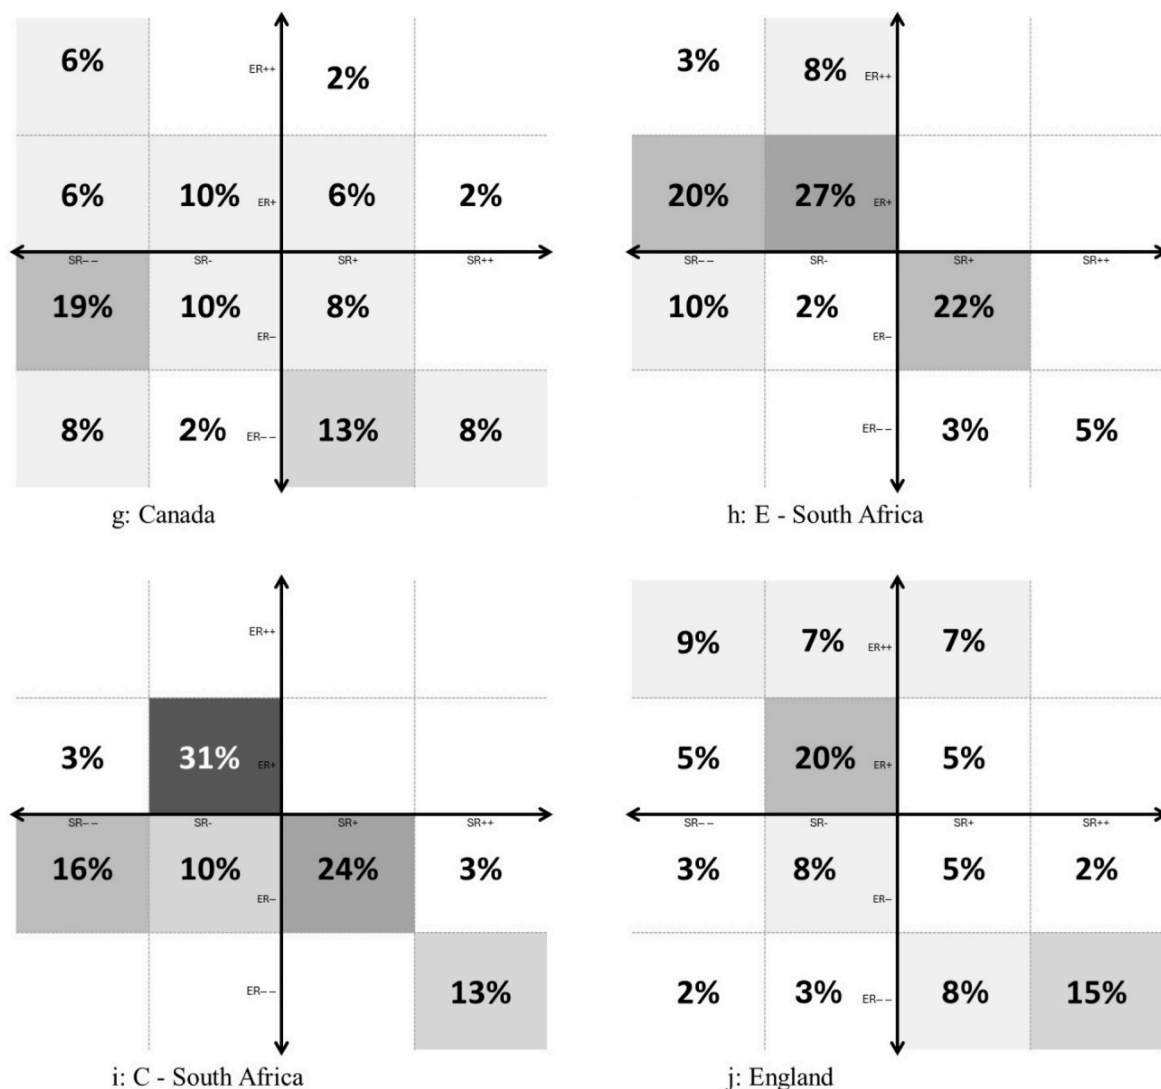 6% ER++ 2%
6% 10% ER+ 6% 2%
SR– – SR- SR+ SR++
19% 10% ER– 8%
8% 2% ER– – 13% 8%
g: Canada
3% 8% ER++
20% 27% ER+
SR– – SR- SR+ SR++
10% 2% ER– 22%
ER– – 3% 5%
h: E - South Africa
ER++
3% 31% ER+
SR– – SR- SR+ SR++
16% 10% ER– 24% 3%
ER– – 13%
i: C - South Africa
9% 7% ER++ 7%
5% 20% ER+ 5%
SR– – SR- SR+ SR++
3% 8% ER– 5% 2%
2% 3% ER– – 8% 15%
j: England